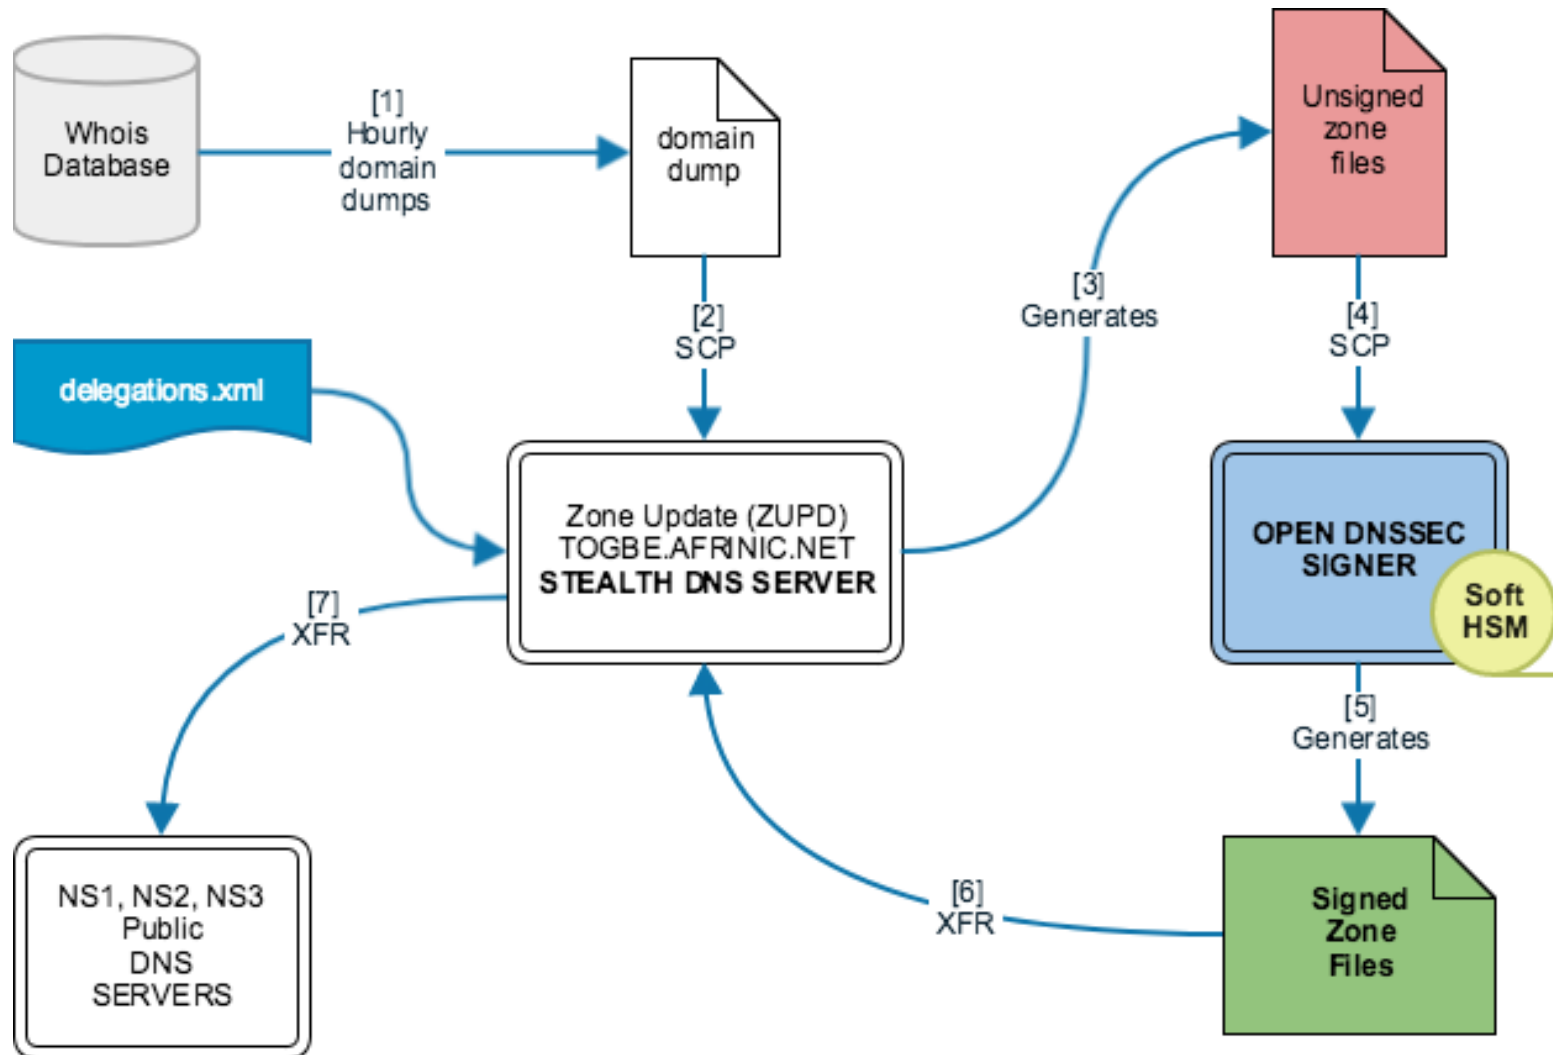 Whois
Database
[1]
Hourly
domain
dumps
domain
dump
Unsigned
zone
files
[2]
SCP
[3]
Generates
[4]
SCP
delegations.xml
Zone Update (ZUPD)
TOGBE.AFRINIC.NET
STEALTH DNS SERVER
OPEN DNSSEC
SIGNER
Soft
HSM
[7]
XFR
[5]
Generates
[6]
XFR
NS1, NS2, NS3
Public
DNS
SERVERS
Signed
Zone
Files